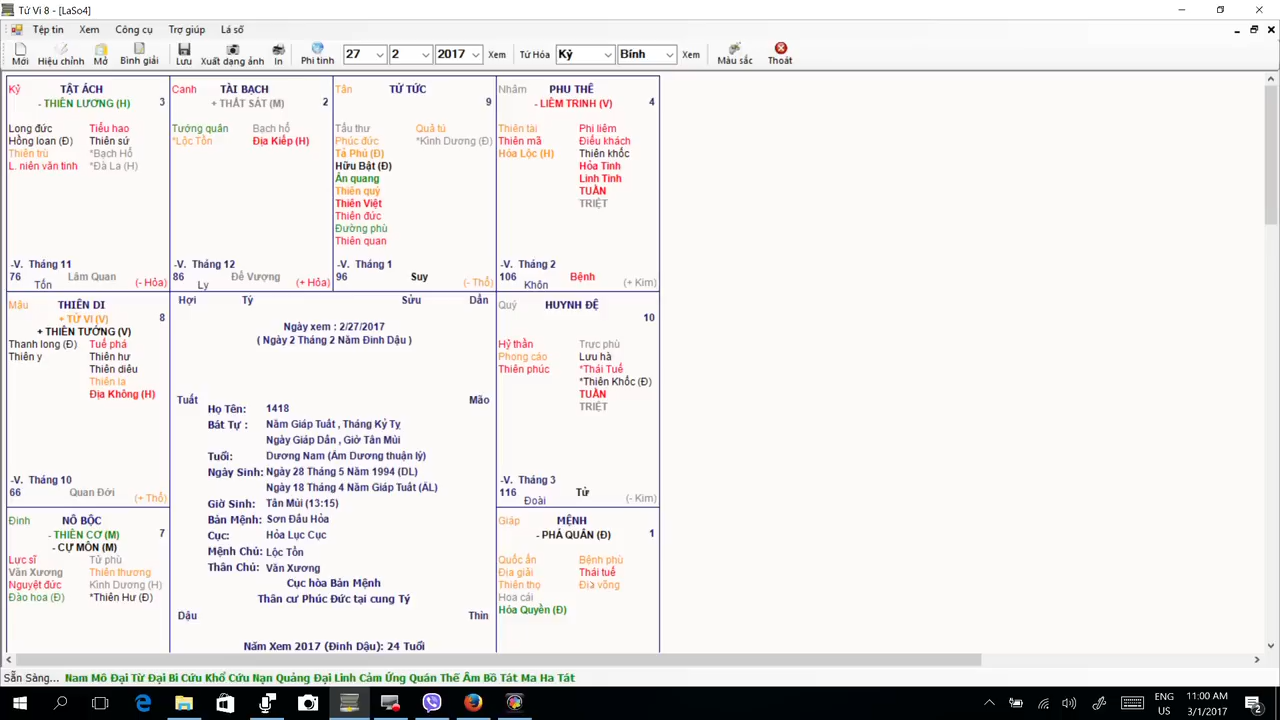 Tử Vi 8 - [LaSo4]
Tệp tin Xem Công cụ Trợ giúp Lá số
Mới Hiệu chỉnh Mở Bình giải Lưu Xuất dạng ảnh In Phi tinh 27 2 2017 Xem Tứ Hóa Kỷ Bính Xem Màu sắc Thoát
Kỷ TẬT ÁCH
- THIÊN LƯƠNG (H) 3
Long đức Tiểu hao
Hồng loan (Đ) Thiên sứ
Thiên trù *Bạch Hổ
L. niên văn tinh *Đà La (H)
-V. Tháng 11
76 Lâm Quan (- Hỏa)
Tốn
Canh TÀI BẠCH
+ THẤT SÁT (M) 2
Tướng quân Bạch hổ
*Lộc Tồn Địa Kiếp (H)
-V. Tháng 12
86 Đế Vượng (+ Hỏa)
Ly
Tân TỬ TỨC
9
Tấu thư Quả tú
Phúc đức *Kình Dương (Đ)
Tả Phù (Đ)
Hữu Bật (Đ)
Ân quang
Thiên quý
Thiên Việt
Thiên đức
Đường phù
Thiên quan
-V. Tháng 1
96 Suy (- Thổ)
Nhâm PHU THÊ
- LIÊM TRINH (V) 4
Thiên tài Phi liêm
Thiên mã Điếu khách
Hóa Lộc (H) Thiên khốc
Hỏa Tinh
Linh Tinh
TUẦN
TRIỆT
-V. Tháng 2
106 Bệnh (+ Kim)
Khôn
Mậu THIÊN DI
+ TỬ VI (V) 8
+ THIÊN TƯỚNG (V)
Thanh long (Đ) Tuế phá
Thiên y Thiên hư
Thiên diêu
Thiên la
Địa Không (H)
-V. Tháng 10
66 Quan Đới (+ Thổ)
Hợi Tý Sửu Dần
Ngày xem : 2/27/2017
( Ngày 2 Tháng 2 Năm Đinh Dậu )
Tuất Mão
Họ Tên: 1418
Bát Tự : Năm Giáp Tuất , Tháng Kỷ Tỵ
Ngày Giáp Dần , Giờ Tân Mùi
Tuổi: Dương Nam (Âm Dương thuận lý)
Ngày Sinh: Ngày 28 Tháng 5 Năm 1994 (DL)
Ngày 18 Tháng 4 Năm Giáp Tuất (ÂL)
Giờ Sinh: Tân Mùi (13:15)
Bản Mệnh: Sơn Đầu Hỏa
Cục: Hỏa Lục Cục
Mệnh Chủ: Lộc Tồn
Thân Chủ: Văn Xương
Cục hòa Bản Mệnh
Thân cư Phúc Đức tại cung Tý
Dậu Thìn
Năm Xem 2017 (Đinh Dậu): 24 Tuổi
Quý HUYNH ĐỆ
10
Hỷ thần Trực phù
Phong cáo Lưu hà
Thiên phúc *Thái Tuế
*Thiên Khốc (Đ)
TUẦN
TRIỆT
-V. Tháng 3
116 Tử (- Kim)
Đoài
Đinh NÔ BỘC
- THIÊN CƠ (M) 7
- CỰ MÔN (M)
Lực sĩ Tử phù
Văn Xương Thiên thương
Nguyệt đức Kình Dương (H)
Đào hoa (Đ) *Thiên Hư (Đ)
Giáp MỆNH
- PHÁ QUÂN (Đ) 1
Quốc ấn Bệnh phù
Địa giải Thái tuế
Thiên thọ Địa võng
Hoa cái
Hóa Quyền (Đ)
Sẵn Sàng... Nam Mô Đại Từ Đại Bi Cứu Khổ Cứu Nạn Quảng Đại Linh Cảm Ứng Quán Thế Âm Bồ Tát Ma Ha Tát
ENG 11:00 AM
US 3/1/2017
2